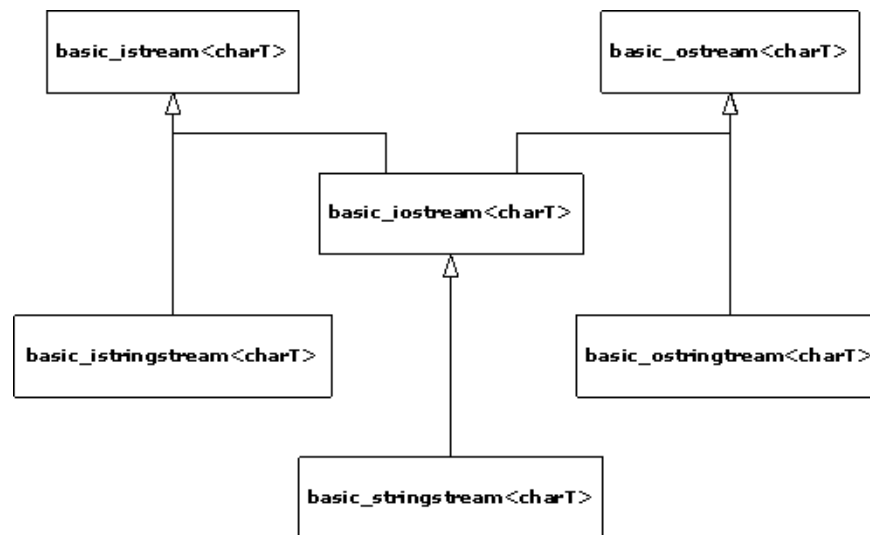 basic_istream<charT>
basic_ostream<charT>
basic_iostream<charT>
basic_istringstream<charT>
basic_ostringtream<charT>
basic_stringstream<charT>